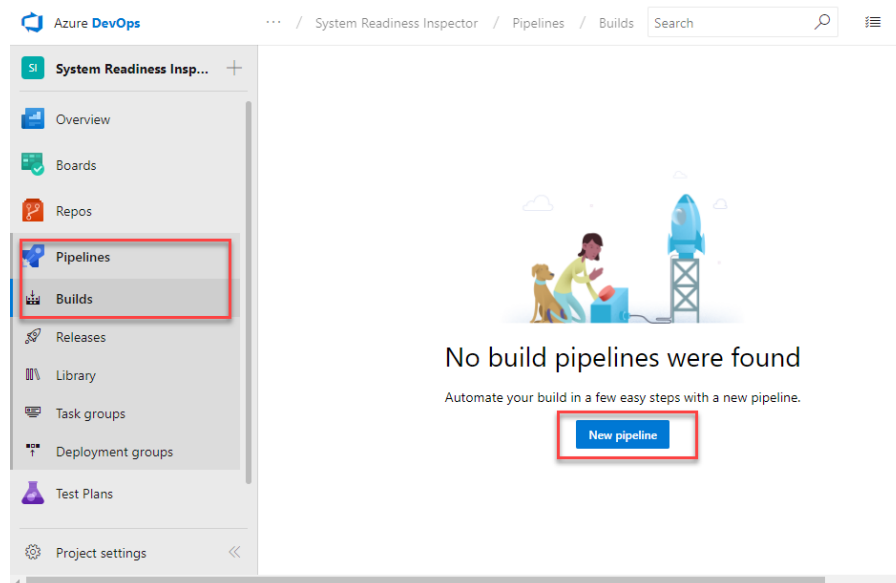 Azure DevOps
··· / System Readiness Inspector / Pipelines / Builds
Search
SI
System Readiness Insp...
Overview
Boards
Repos
Pipelines
Builds
Releases
Library
Task groups
Deployment groups
Test Plans
Project settings
No build pipelines were found
Automate your build in a few easy steps with a new pipeline.
New pipeline